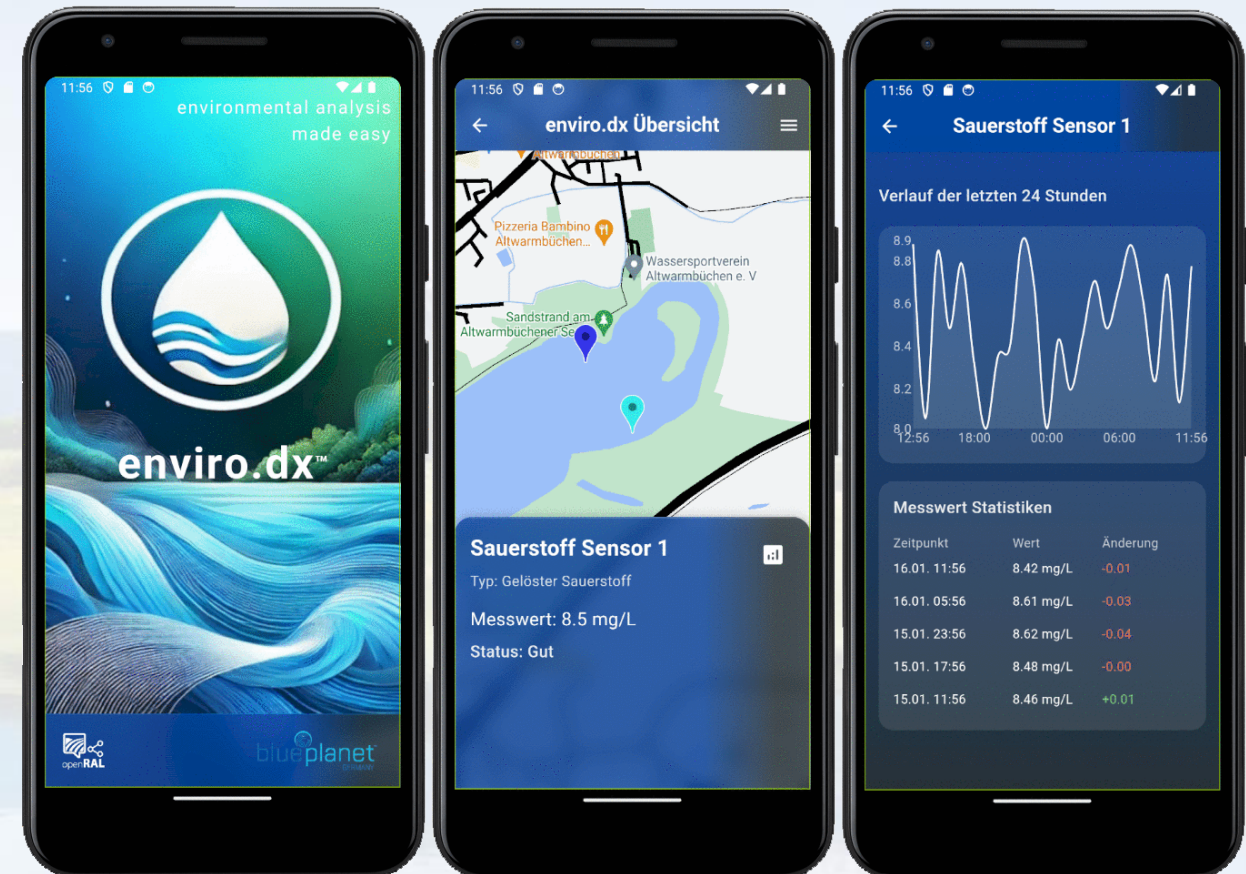 11:56
environmental analysis
made easy
enviro.dx™
openRAL
blueplanet
11:56
enviro.dx Übersicht
Altwarmbüchen
Pizzeria Bambino
Altwarmbüchen...
Wassersportverein
Altwarmbüchen e. V
Sandstrand am
Altwarmbüchener Se
Sauerstoff Sensor 1
Typ: Gelöster Sauerstoff
Messwert: 8.5 mg/L
Status: Gut
11:56
Sauerstoff Sensor 1
Verlauf der letzten 24 Stunden
8.9
8.8
8.6
8.4
8.2
8.0
12:56 18:00 00:00 06:00 11:56
Messwert Statistiken
Zeitpunkt Wert Änderung
16.01. 11:56 8.42 mg/L -0.01
16.01. 05:56 8.61 mg/L -0.03
15.01. 23:56 8.62 mg/L -0.04
15.01. 17:56 8.48 mg/L -0.00
15.01. 11:56 8.46 mg/L +0.01